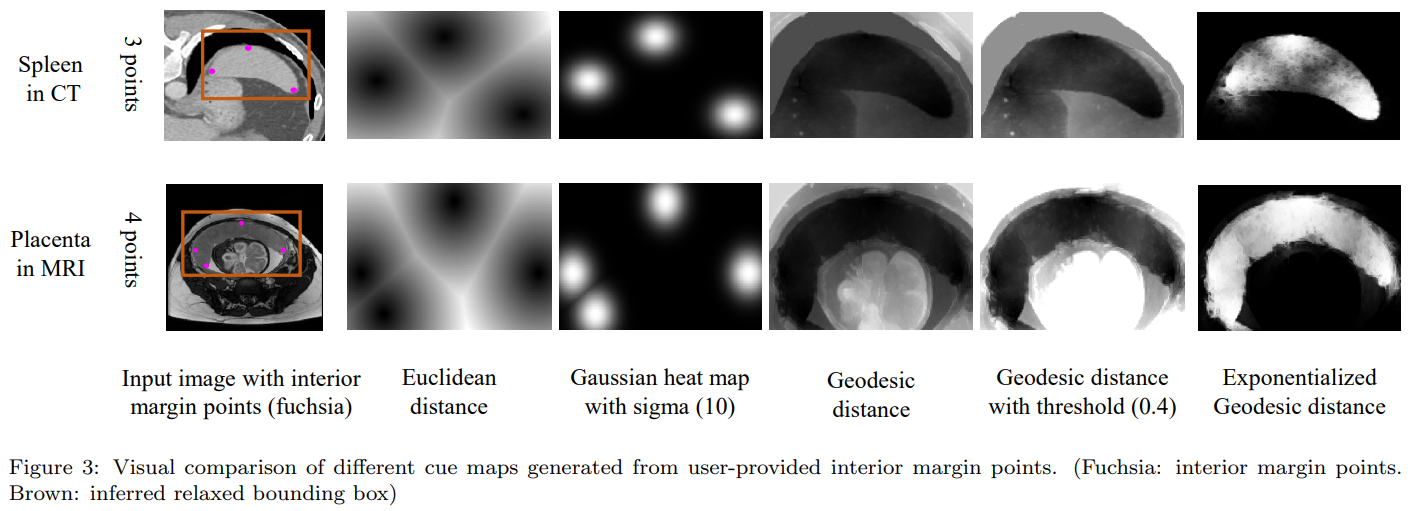 Spleen
in CT
3 points
Placenta
in MRI
4 points
Input image with interior
margin points (fuchsia)
Euclidean
distance
Gaussian heat map
with sigma (10)
Geodesic
distance
Geodesic distance
with threshold (0.4)
Exponentialized
Geodesic distance
Figure 3: Visual comparison of different cue maps generated from user-provided interior margin points. (Fuchsia: interior margin points.
Brown: inferred relaxed bounding box)